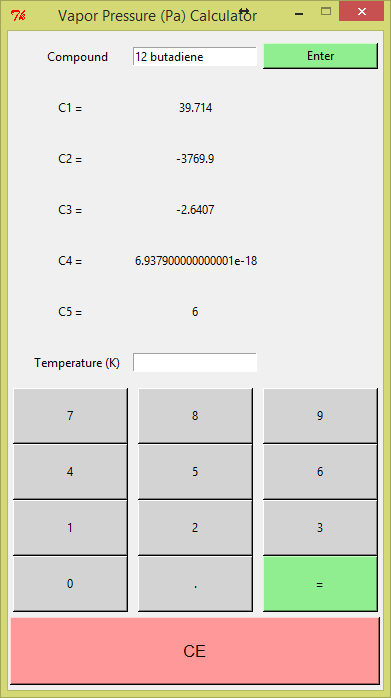 Vapor Pressure (Pa) Calculator
Compound 12 butadiene Enter
C1 = 39.714
C2 = -3769.9
C3 = -2.6407
C4 = 6.937900000000001e-18
C5 = 6
Temperature (K)
7 8 9
4 5 6
1 2 3
0 . =
CE